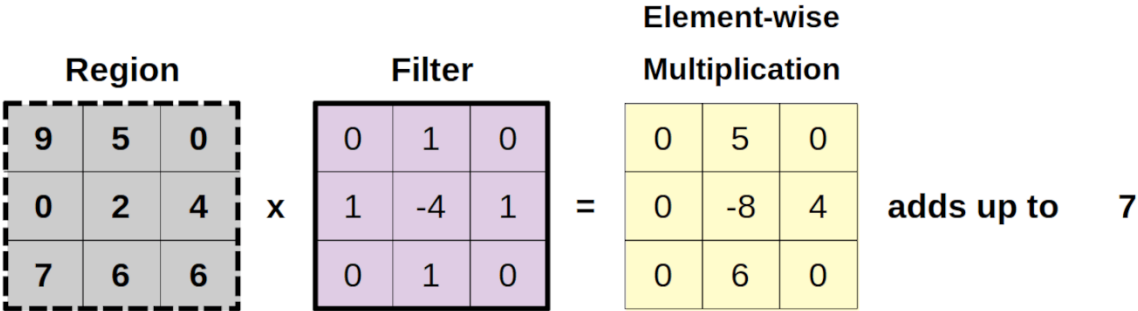 Element-wise
Region Filter Multiplication
9 5 0 0 1 0 0 5 0
0 2 4 x 1 -4 1 = 0 -8 4 adds up to 7
7 6 6 0 1 0 0 6 0